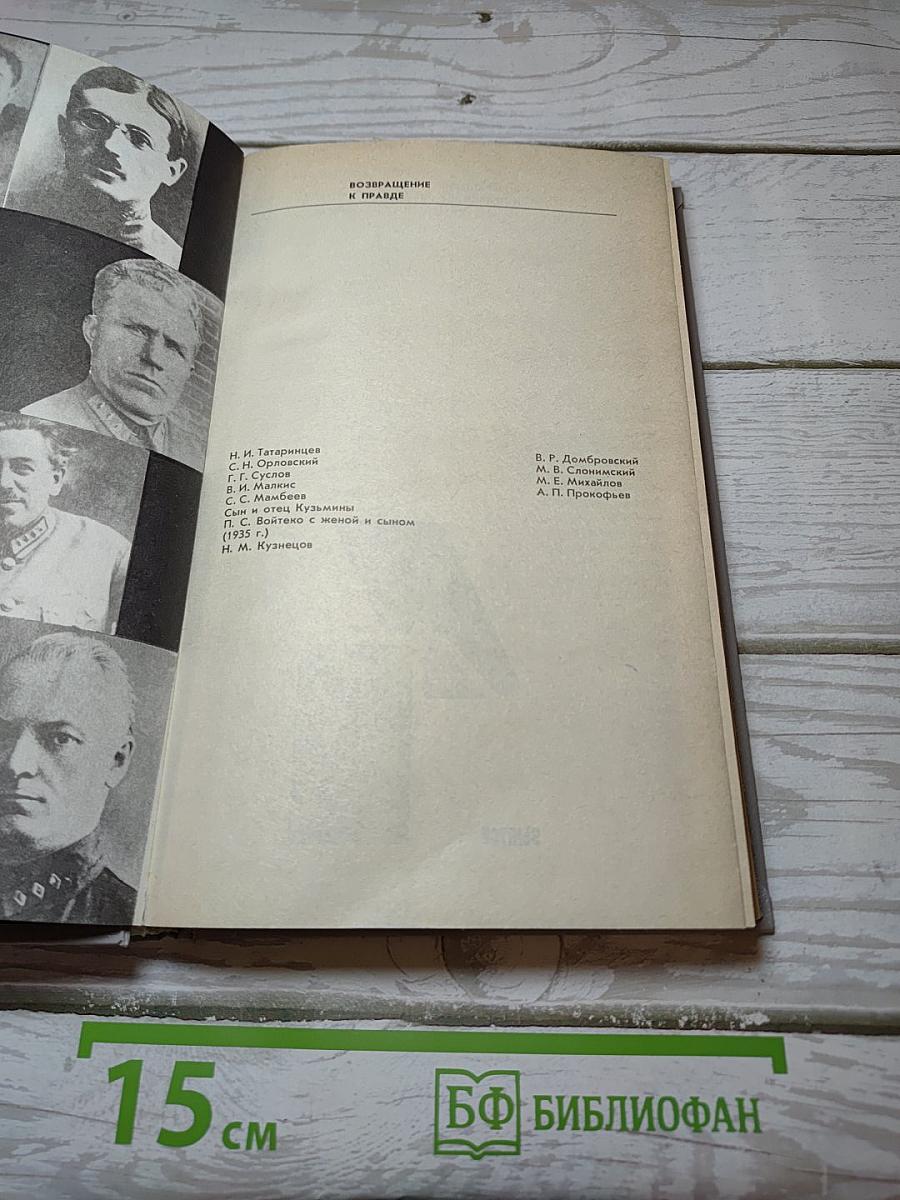 ВОЗВРАЩЕНИЕ
К ПРАВДЕ
Н. И. Татаринцев
С. Н. Орловский
Г. Г. Суслов
В. И. Малкис
С. С. Мамбеев
Сын и отец Кузьмины
П. С. Войтеко с женой и сыном
(1935 г.)
Н. М. Кузнецов
В. Р. Домбровский
М. В. Слонимский
М. Е. Михайлов
А. П. Прокофьев
15 см
БФ БИБЛИОФАН